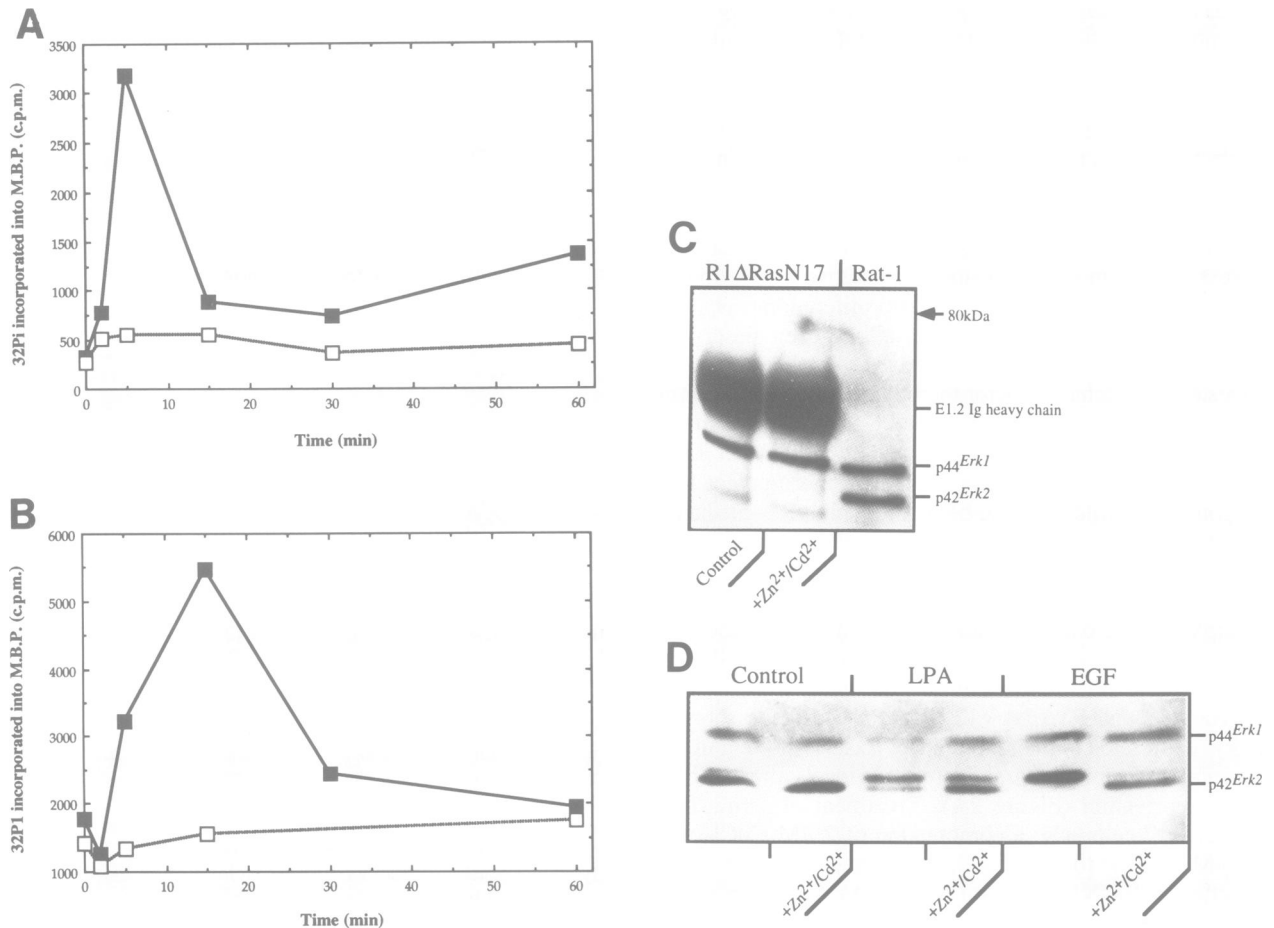 A
32Pi incorporated into M.B.P. (c.p.m.)
3500
3000
2500
2000
1500
1000
500
0
0
10
20
30
40
50
60
Time (min)
B
32P1 incorporated into M.B.P. (c.p.m.)
6000
5000
4000
3000
2000
1000
0
10
20
30
40
50
60
Time (min)
C
R1ΔRasN17
Rat-1
80kDa
E1.2 Ig heavy chain
p44Erk1
p42Erk2
Control
+Zn2+/Cd2+
D
Control
LPA
EGF
p44Erk1
p42Erk2
+Zn2+/Cd2+
+Zn2+/Cd2+
+Zn2+/Cd2+